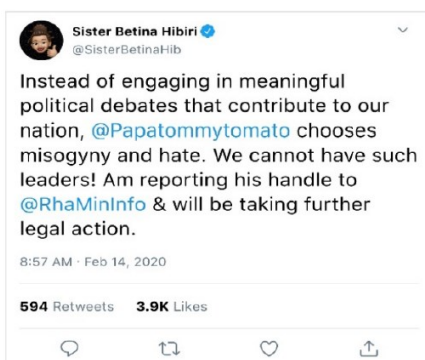 Sister Betina Hibiri
@SisterBetinaHib
Instead of engaging in meaningful
political debates that contribute to our
nation, @Papatommytomato chooses
misogyny and hate. We cannot have such
leaders! Am reporting his handle to
@RhaMinInfo & will be taking further
legal action.
8:57 AM · Feb 14, 2020
594 Retweets 3.9K Likes